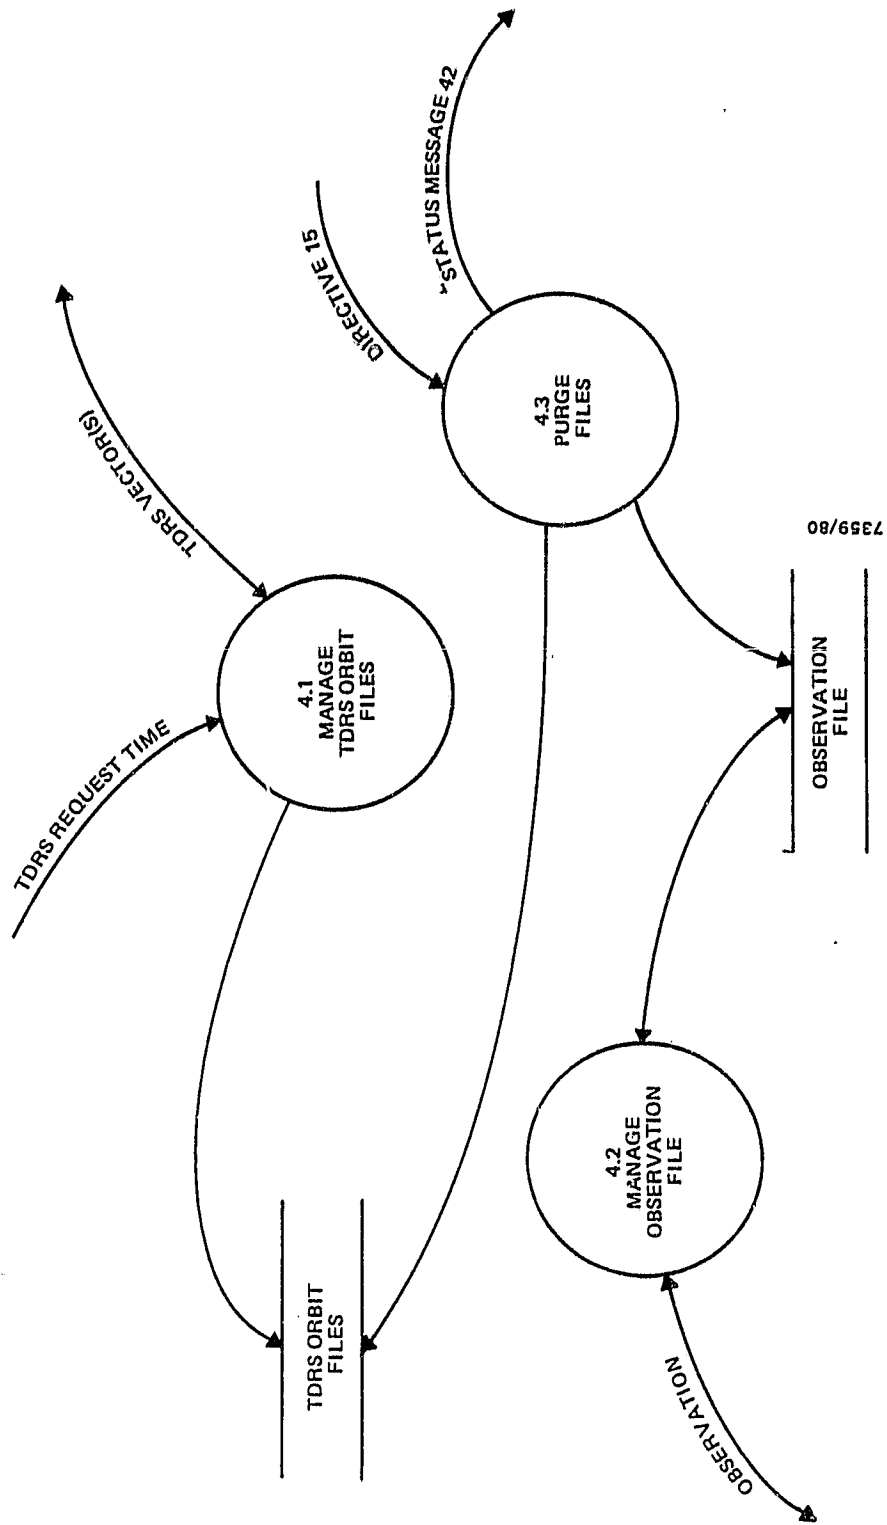 TDRS REQUEST TIME
TDRS VECTOR(S)
DIRECTIVE 15
STATUS MESSAGE 42
4.1
MANAGE
TDRS ORBIT
FILES
4.3
PURGE
FILES
TDRS ORBIT
FILES
4.2
MANAGE
OBSERVATION
FILE
OBSERVATION
FILE
OBSERVATION
7359/80